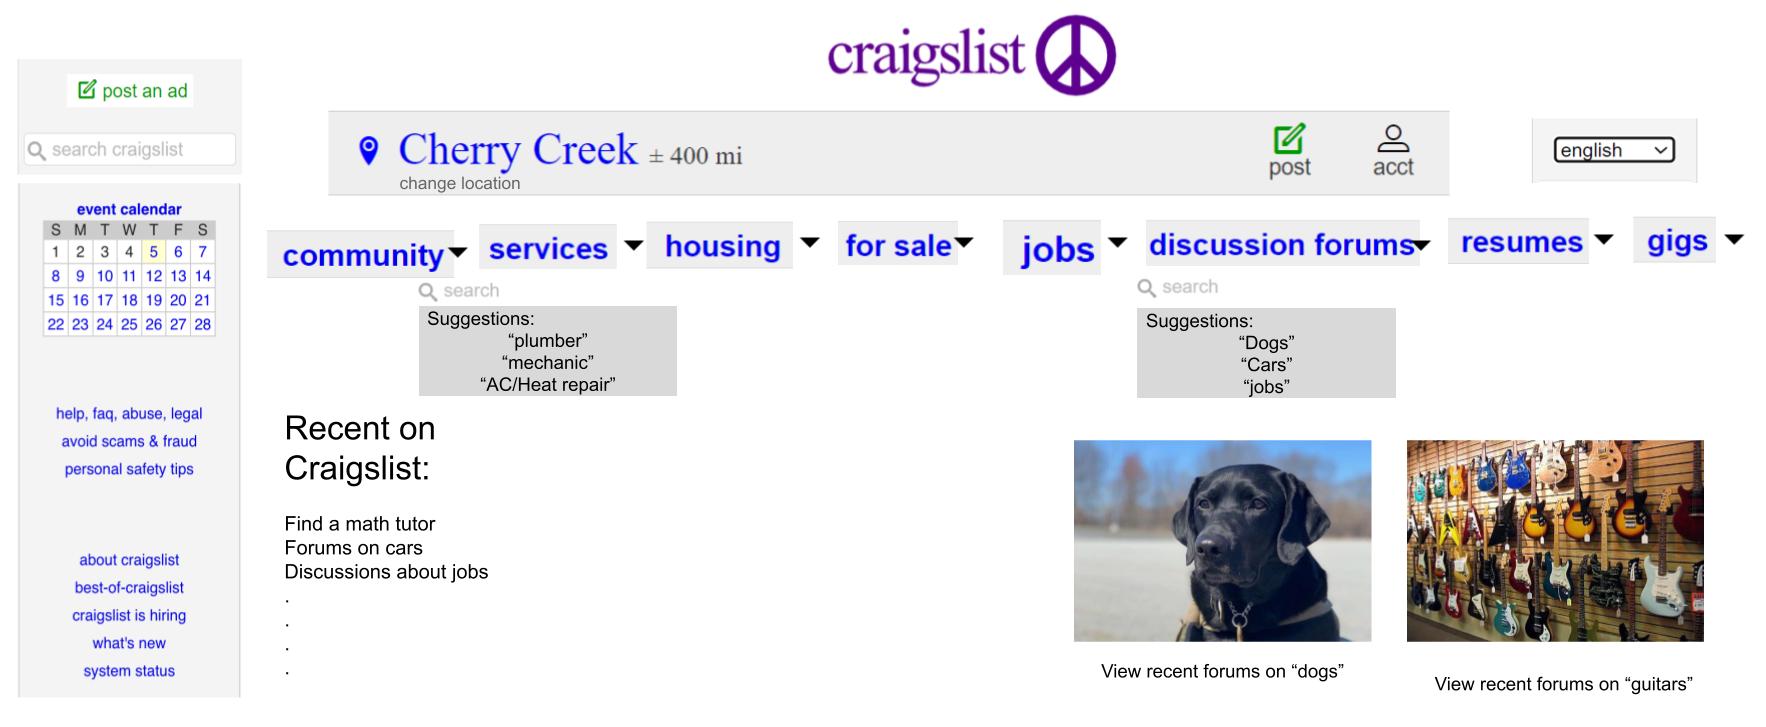 craigslist
post an ad
search craigslist
Cherry Creek ± 400 mi
change location
post
acct
english
event calendar
S M T W T F S
1 2 3 4 5 6 7
8 9 10 11 12 13 14
15 16 17 18 19 20 21
22 23 24 25 26 27 28
community
services
housing
for sale
jobs
discussion forums
resumes
gigs
search
Suggestions:
“plumber”
“mechanic”
“AC/Heat repair”
search
Suggestions:
“Dogs”
“Cars”
“jobs”
help, faq, abuse, legal
avoid scams & fraud
personal safety tips
about craigslist
best-of-craigslist
craigslist is hiring
what's new
system status
Recent on
Craigslist:
Find a math tutor
Forums on cars
Discussions about jobs
.
.
.
.
View recent forums on “dogs”
View recent forums on “guitars”